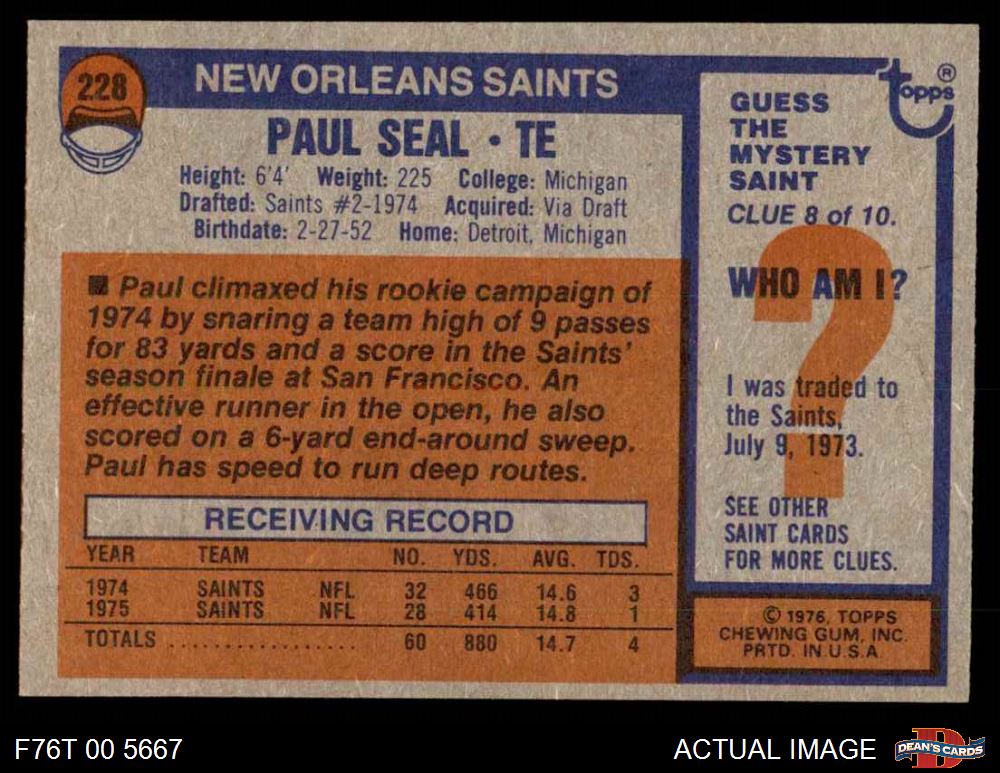 228
NEW ORLEANS SAINTS
PAUL SEAL • TE
Height: 6'4' Weight: 225 College: Michigan
Drafted: Saints #2-1974 Acquired: Via Draft
Birthdate: 2-27-52 Home: Detroit, Michigan
■ Paul climaxed his rookie campaign of
1974 by snaring a team high of 9 passes
for 83 yards and a score in the Saints'
season finale at San Francisco. An
effective runner in the open, he also
scored on a 6-yard end-around sweep.
Paul has speed to run deep routes.
RECEIVING RECORD
YEAR TEAM NO. YDS. AVG. TDS.
1974 SAINTS NFL 32 466 14.6 3
1975 SAINTS NFL 28 414 14.8 1
TOTALS ................. 60 880 14.7 4
topps ®
GUESS
THE
MYSTERY
SAINT
CLUE 8 of 10.
?
WHO AM I?
I was traded to
the Saints,
July 9, 1973.
SEE OTHER
SAINT CARDS
FOR MORE CLUES.
© 1976, TOPPS
CHEWING GUM, INC.
PRTD. IN U.S.A.
F76T 00 5667
ACTUAL IMAGE
D
DEAN'S CARDS